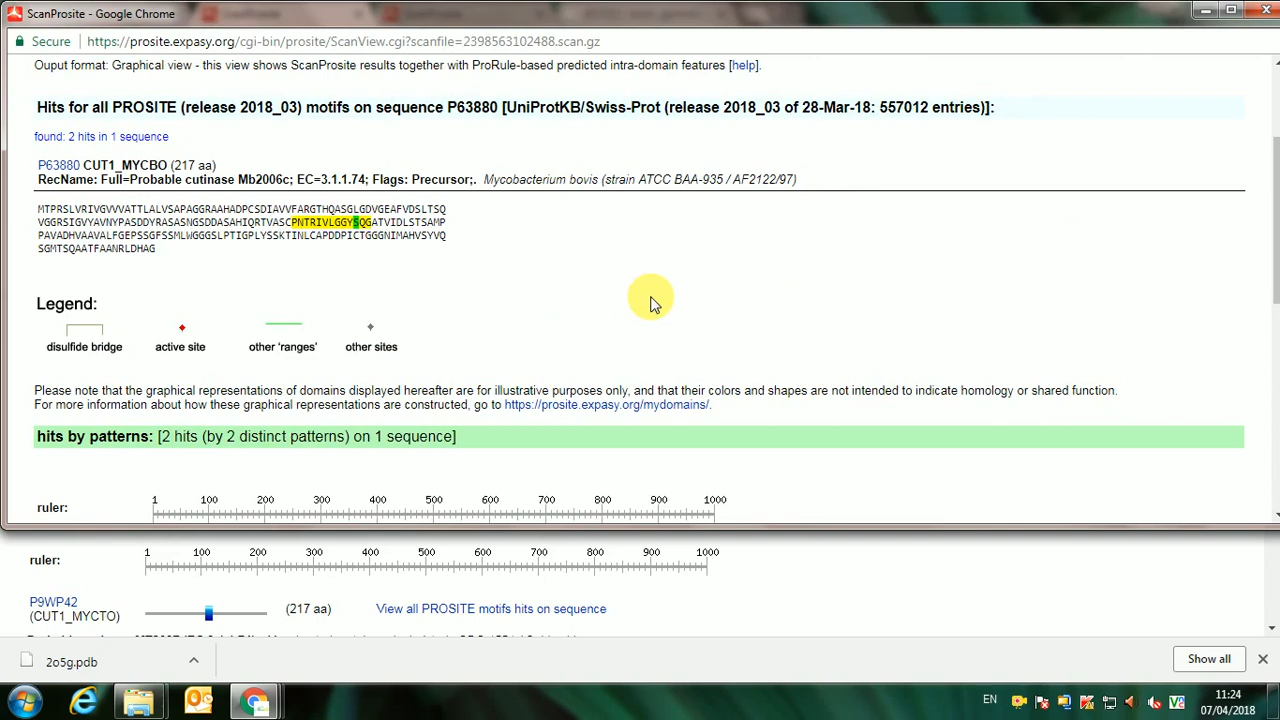 ScanProsite - Google Chrome
Secure https://prosite.expasy.org/cgi-bin/prosite/ScanView.cgi?scanfile=2398563102488.scan.gz
Ouput format: Graphical view - this view shows ScanProsite results together with ProRule-based predicted intra-domain features [help].
Hits for all PROSITE (release 2018_03) motifs on sequence P63880 [UniProtKB/Swiss-Prot (release 2018_03 of 28-Mar-18: 557012 entries)]:
found: 2 hits in 1 sequence
P63880 CUT1_MYCBO (217 aa)
RecName: Full=Probable cutinase Mb2006c; EC=3.1.1.74; Flags: Precursor;. Mycobacterium bovis (strain ATCC BAA-935 / AF2122/97)
MTPRSLVRIVGVVVATTLALVSAPAGGRAAHADPCSDIAVVFARGTHQASGLGDVGEAFVDSLTSQ
VGGRSIGVYAVNYPASDDYRASASNGSDDASAHIQRTVASCPNTRIVLGGYSQGATVIDLSTSAMP
PAVADHVAAVALFGEPSSGFSSMLWGGGSLPTIGPLYSSKTINLCAPDDPICTGGGNIMAHVSYVQ
SGMTSQAATFAANRLDHAG
Legend:
disulfide bridge active site other 'ranges' other sites
Please note that the graphical representations of domains displayed hereafter are for illustrative purposes only, and that their colors and shapes are not intended to indicate homology or shared function.
For more information about how these graphical representations are constructed, go to https://prosite.expasy.org/mydomains/.
hits by patterns: [2 hits (by 2 distinct patterns) on 1 sequence]
1 100 200 300 400 500 600 700 800 900 1000
ruler:
1 100 200 300 400 500 600 700 800 900 1000
ruler:
P9WP42
(CUT1_MYCTO) (217 aa) View all PROSITE motifs hits on sequence
2o5g.pdb Show all
EN 11:24
07/04/2018